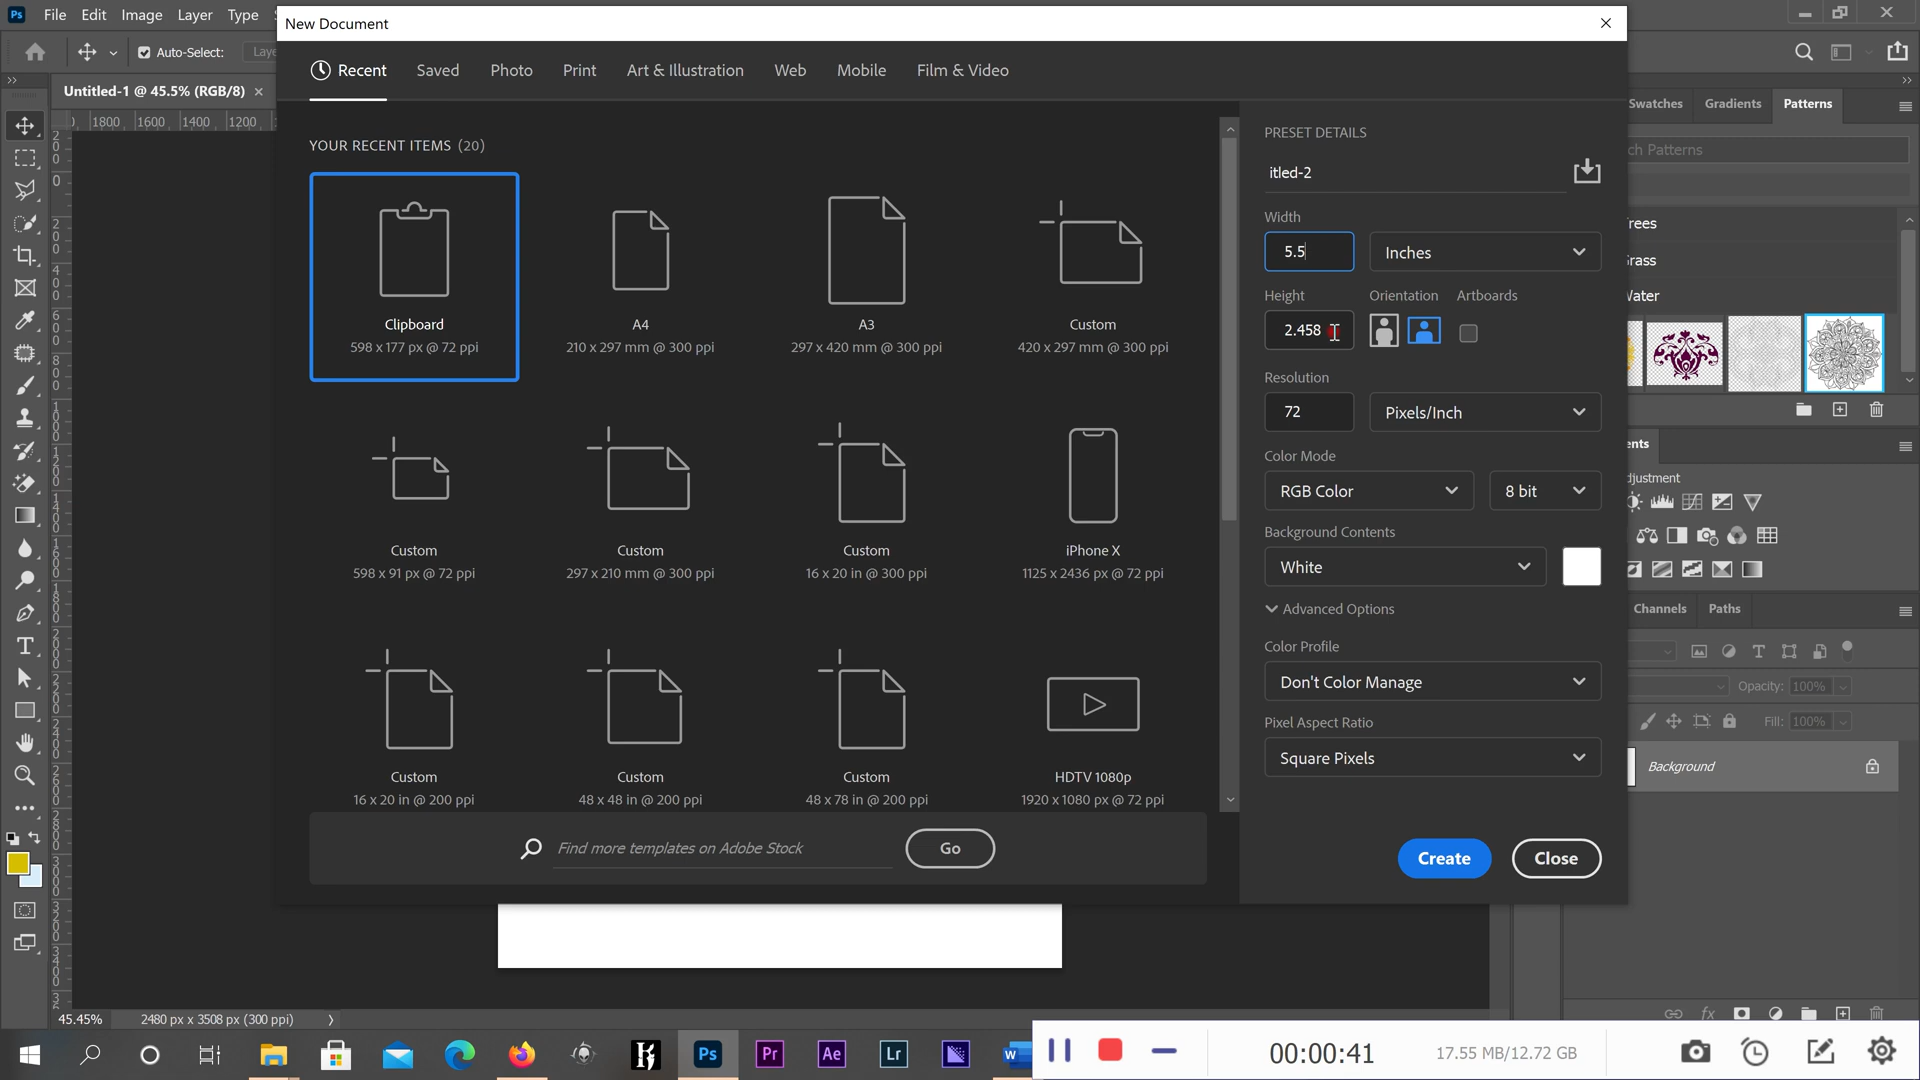 Ps File Edit Image Layer Type
New Document
Auto-Select:
Untitled-1 @ 45.5% (RGB/8)
1800 1600 1400 1200
Recent Saved Photo Print Art & Illustration Web Mobile Film & Video
YOUR RECENT ITEMS (20)
Clipboard
598 x 177 px @ 72 ppi
A4
210 x 297 mm @ 300 ppi
A3
297 x 420 mm @ 300 ppi
Custom
420 x 297 mm @ 300 ppi
Custom
598 x 91 px @ 72 ppi
Custom
297 x 210 mm @ 300 ppi
Custom
16 x 20 in @ 300 ppi
iPhone X
1125 x 2436 px @ 72 ppi
Custom
16 x 20 in @ 200 ppi
Custom
48 x 48 in @ 200 ppi
Custom
48 x 78 in @ 200 ppi
HDTV 1080p
1920 x 1080 px @ 72 ppi
Find more templates on Adobe Stock
Go
PRESET DETAILS
itled-2
Width
5.5 Inches
Height Orientation Artboards
2.458
Resolution
72 Pixels/Inch
Color Mode
RGB Color 8 bit
Background Contents
White
Advanced Options
Color Profile
Don't Color Manage
Pixel Aspect Ratio
Square Pixels
Create Close
Swatches Gradients Patterns
ch Patterns
rees
Grass
Water
ents
djustment
Channels Paths
Opacity: 100%
Fill: 100%
Background
fx
45.45% 2480 px x 3508 px (300 ppi)
Ps Pr Ae Lr W
00:00:41 17.55 MB/12.72 GB